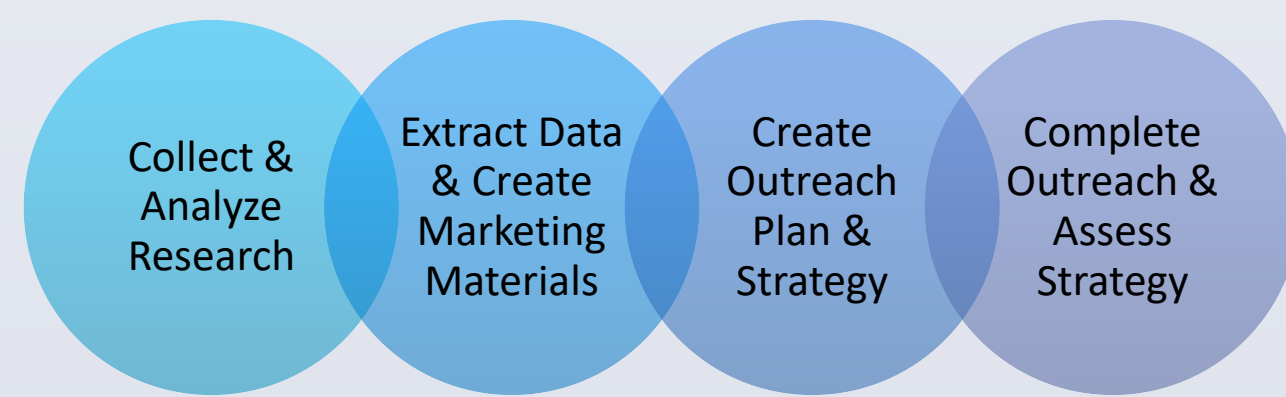 Collect &
Analyze
Research
Extract Data
& Create
Marketing
Materials
Create
Outreach
Plan &
Strategy
Complete
Outreach &
Assess
Strategy